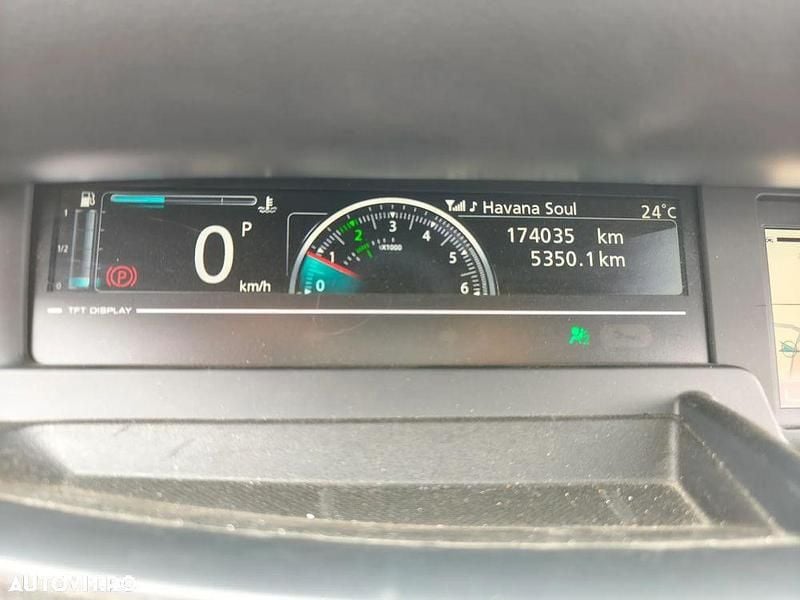 Havana Soul 24°C
1 1/2 0
0 P km/h
P
0 1 2 3 4 5 6
X1000
174035 km
5350.1 km
TFT DISPLAY
AUTOVIT.RO